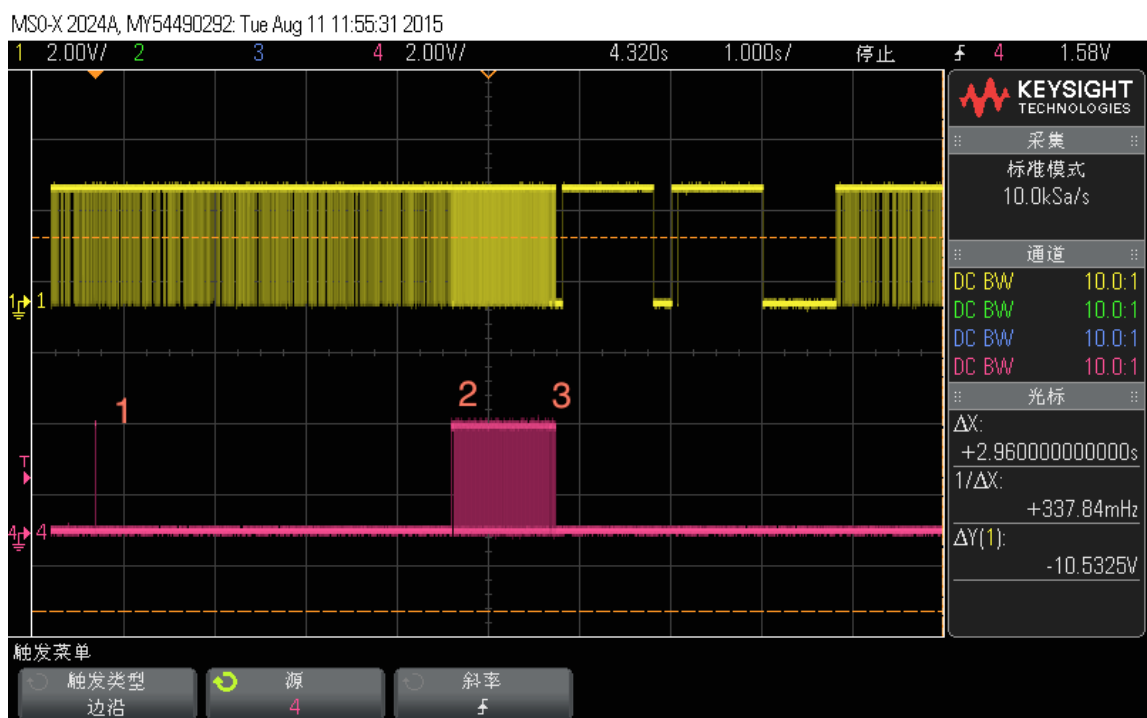 MSO-X 2024A, MY54490292: Tue Aug 11 11:55:31 2015
1 2.00V/ 2 3 4 2.00V/ 4.320s 1.000s/ 停止 4 1.58V
KEYSIGHT
TECHNOLOGIES
采集
标准模式
10.0kSa/s
通道
DC BW 10.0:1
DC BW 10.0:1
DC BW 10.0:1
DC BW 10.0:1
光标
ΔX:
+2.960000000000s
1/ΔX:
+337.84mHz
ΔY(1):
-10.5325V
1 1
1
2
3
T
4 4
触发菜单
触发类型
边沿
源
4
斜率